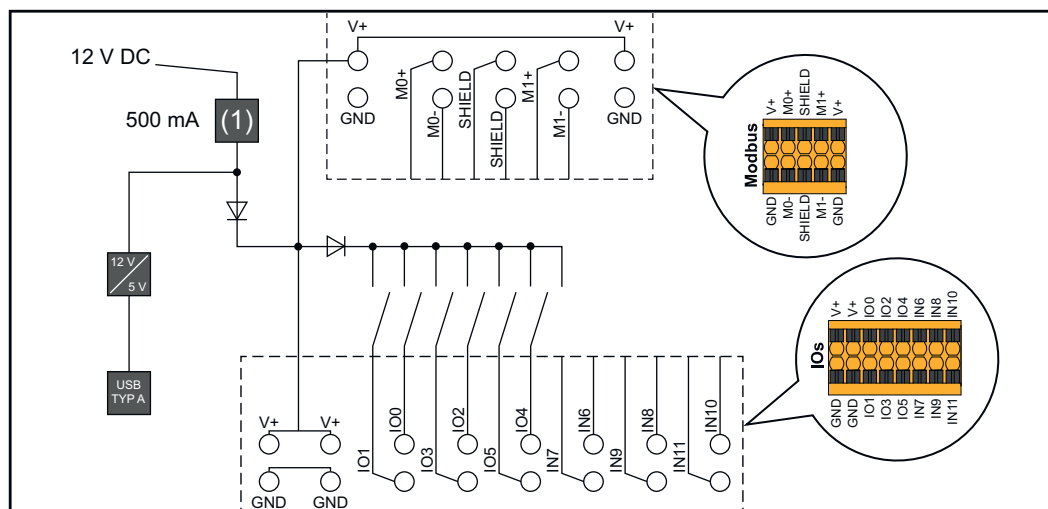 12 V DC
500 mA
(1)
12 V
5 V
USB
TYP A
V+
V+
GND
M0+
M0-
SHIELD
SHIELD
M1+
M1-
GND
Modbus
V+
M0+
SHIELD
M1+
V+
GND
M0-
SHIELD
M1-
GND
V+
V+
GND
GND
IO1
IO0
IO3
IO2
IO5
IO4
IN7
IN6
IN9
IN8
IN11
IN10
IOs
V+
V+
IO0
IO2
IO4
IN6
IN8
IN10
GND
GND
IO1
IO3
IO5
IN7
IN9
IN11